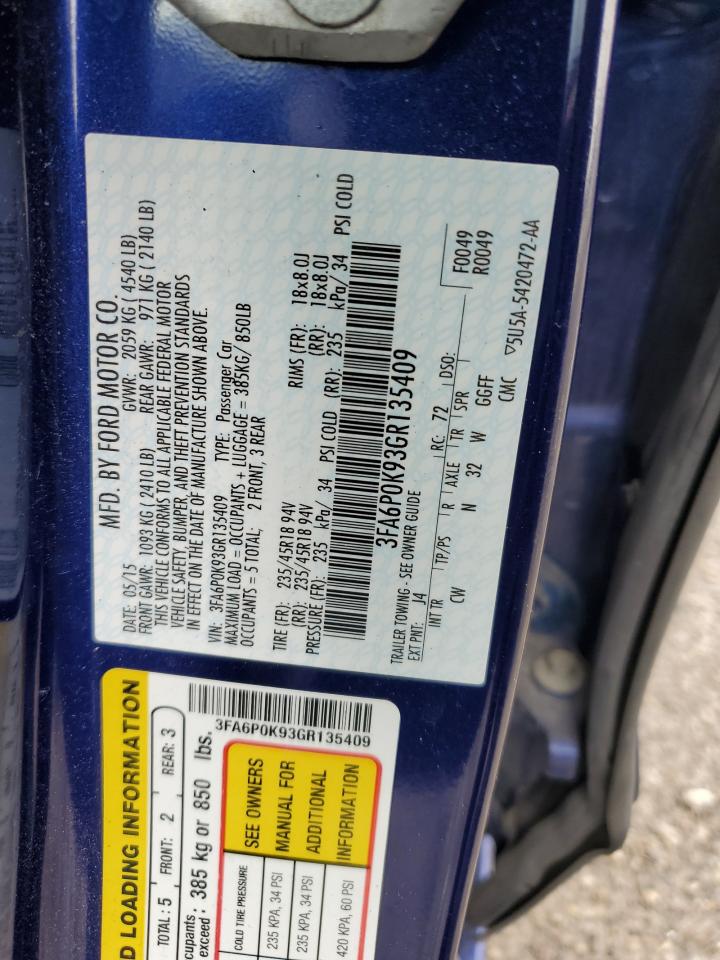 MFD. BY FORD MOTOR CO.
DATE: 05/15 GVWR: 2059 KG ( 4540 LB)
FRONT GAWR: 1093 KG ( 2410 LB) REAR GAWR: 971 KG ( 2140 LB)
THIS VEHICLE CONFORMS TO ALL APPLICABLE FEDERAL MOTOR
VEHICLE SAFETY, BUMPER, AND THEFT PREVENTION STANDARDS
IN EFFECT ON THE DATE OF MANUFACTURE SHOWN ABOVE.
VIN: 3FA6P0K93GR135409 TYPE: Passenger Car
MAXIMUM LOAD = OCCUPANTS + LUGGAGE = 385KG/ 850LB
OCCUPANTS = 5 TOTAL; 2 FRONT, 3 REAR
TIRE (FR): 235/45R18 94V RIMS (FR): 18x8.0J
(RR): 235/45R18 94V (RR): 18x8.0J
PRESSURE (FR): 235 kPa/ 34 PSI COLD (RR): 235 kPa/ 34 PSI COLD
3FA6P0K93GR135409
TRAILER TOWING - SEE OWNER GUIDE
EXT PNT: J4 RC: 72 DSO: F0049
R0049
INT TR TP/PS R AXLE TR SPR
CW N 32 W GGFF
CMC ▽5U5A-5420472-AA
3FA6P0K93GR135409
D LOADING INFORMATION
TOTAL: 5 FRONT: 2 REAR: 3
cupants
exceed: 385 kg or 850 lbs.
COLD TIRE PRESSURE
235 KPA, 34 PSI
235 KPA, 34 PSI
420 KPA, 60 PSI
SEE OWNERS
MANUAL FOR
ADDITIONAL
INFORMATION